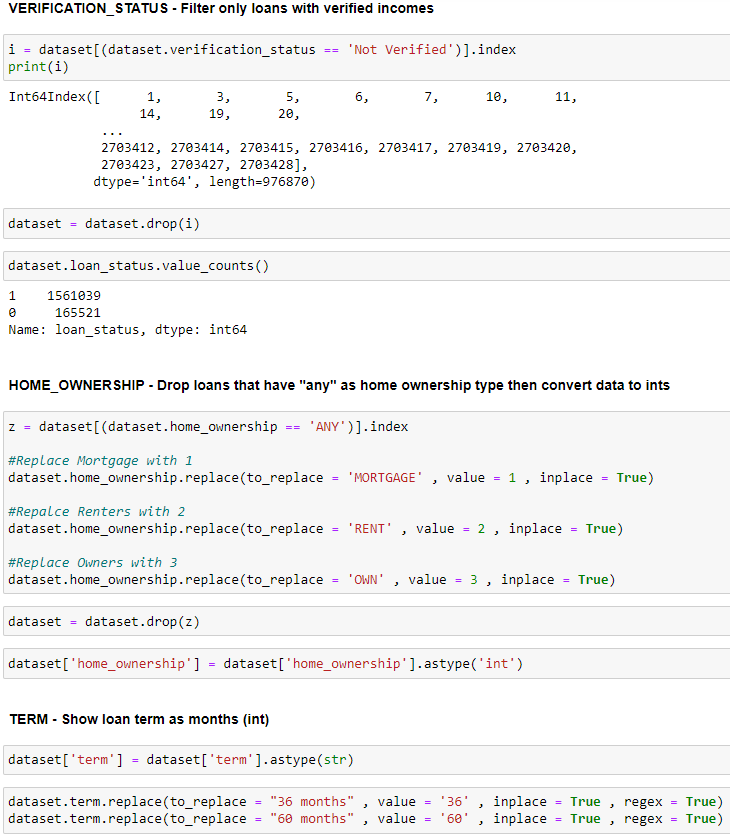 VERIFICATION_STATUS - Filter only loans with verified incomes
i = dataset[(dataset.verification_status == 'Not Verified')].index
print(i)
Int64Index([      1,       3,       5,       6,       7,      10,      11,
                 14,      19,      20,
            ...
            2703412, 2703414, 2703415, 2703416, 2703417, 2703419, 2703420,
            2703423, 2703427, 2703428],
           dtype='int64', length=976870)
dataset = dataset.drop(i)
dataset.loan_status.value_counts()
1    1561039
0     165521
Name: loan_status, dtype: int64
HOME_OWNERSHIP - Drop loans that have "any" as home ownership type then convert data to ints
z = dataset[(dataset.home_ownership == 'ANY')].index
#Replace Mortgage with 1
dataset.home_ownership.replace(to_replace = 'MORTGAGE' , value = 1 , inplace = True)
#Repalce Renters with 2
dataset.home_ownership.replace(to_replace = 'RENT' , value = 2 , inplace = True)
#Replace Owners with 3
dataset.home_ownership.replace(to_replace = 'OWN' , value = 3 , inplace = True)
dataset = dataset.drop(z)
dataset['home_ownership'] = dataset['home_ownership'].astype('int')
TERM - Show loan term as months (int)
dataset['term'] = dataset['term'].astype(str)
dataset.term.replace(to_replace = "36 months" , value = '36' , inplace = True , regex = True)
dataset.term.replace(to_replace = "60 months" , value = '60' , inplace = True , regex = True)